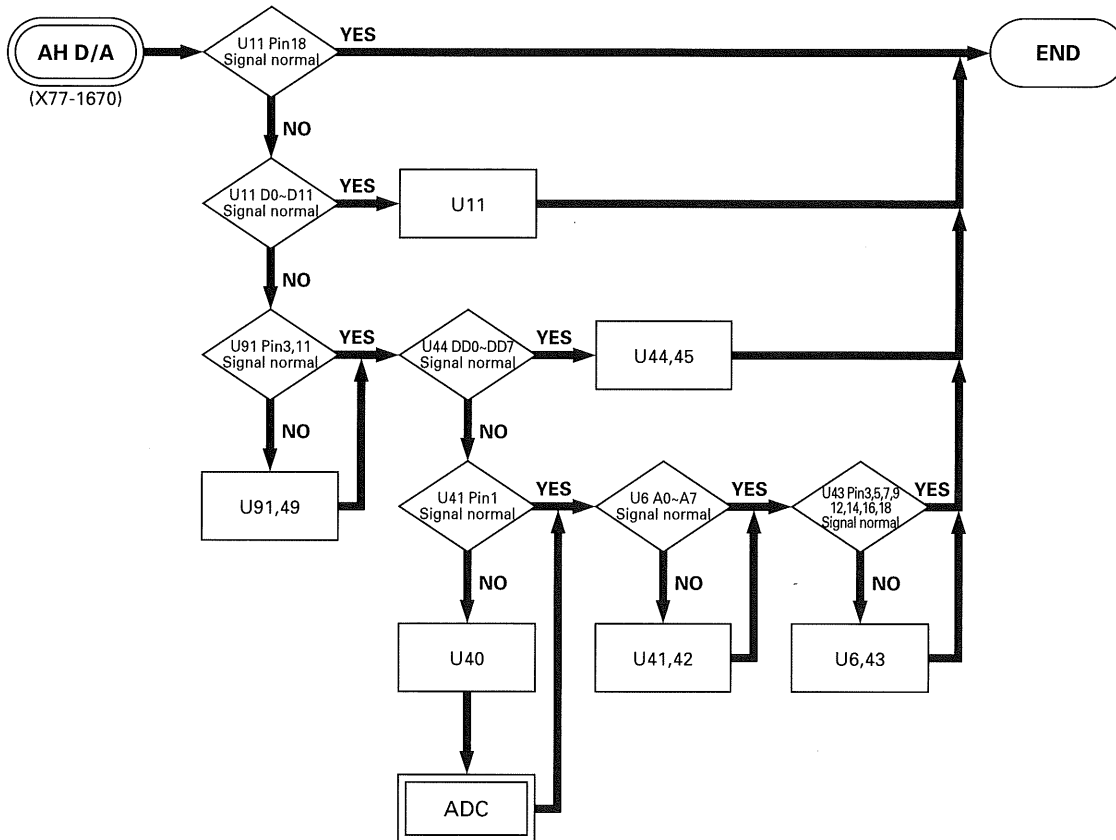 AH D/A
(X77-1670)
U11 Pin18
Signal normal
YES
END
NO
U11 D0~D11
Signal normal
YES
U11
NO
U91 Pin3,11
Signal normal
YES
U44 DD0~DD7
Signal normal
YES
U44,45
NO
U91,49
NO
U41 Pin1
Signal normal
YES
U6 A0~A7
Signal normal
YES
U43 Pin3,5,7,9
12,14,16,18
Signal normal
YES
NO
U40
NO
U41,42
NO
U6,43
ADC